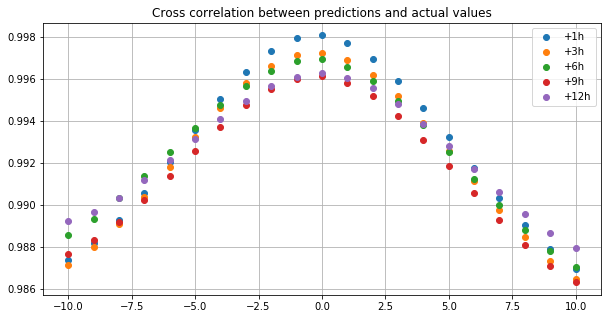 Cross correlation between predictions and actual values
0.998
0.996
0.994
0.992
0.990
0.988
0.986
+1h
+3h
+6h
+9h
+12h
−10.0 −7.5 −5.0 −2.5 0.0 2.5 5.0 7.5 10.0